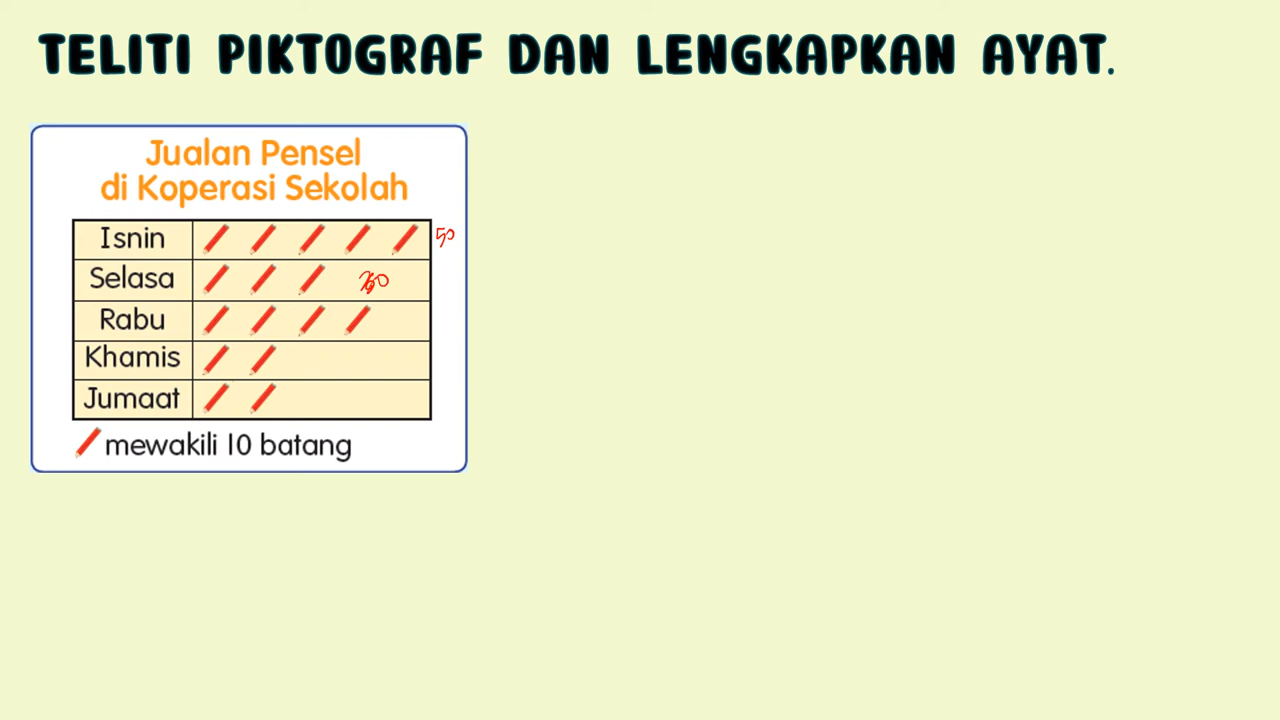 TELITI PIKTOGRAF DAN LENGKAPKAN AYAT.
Jualan Pensel
di Koperasi Sekolah
Isnin 50
Selasa
Rabu
Khamis
Jumaat
mewakili 10 batang